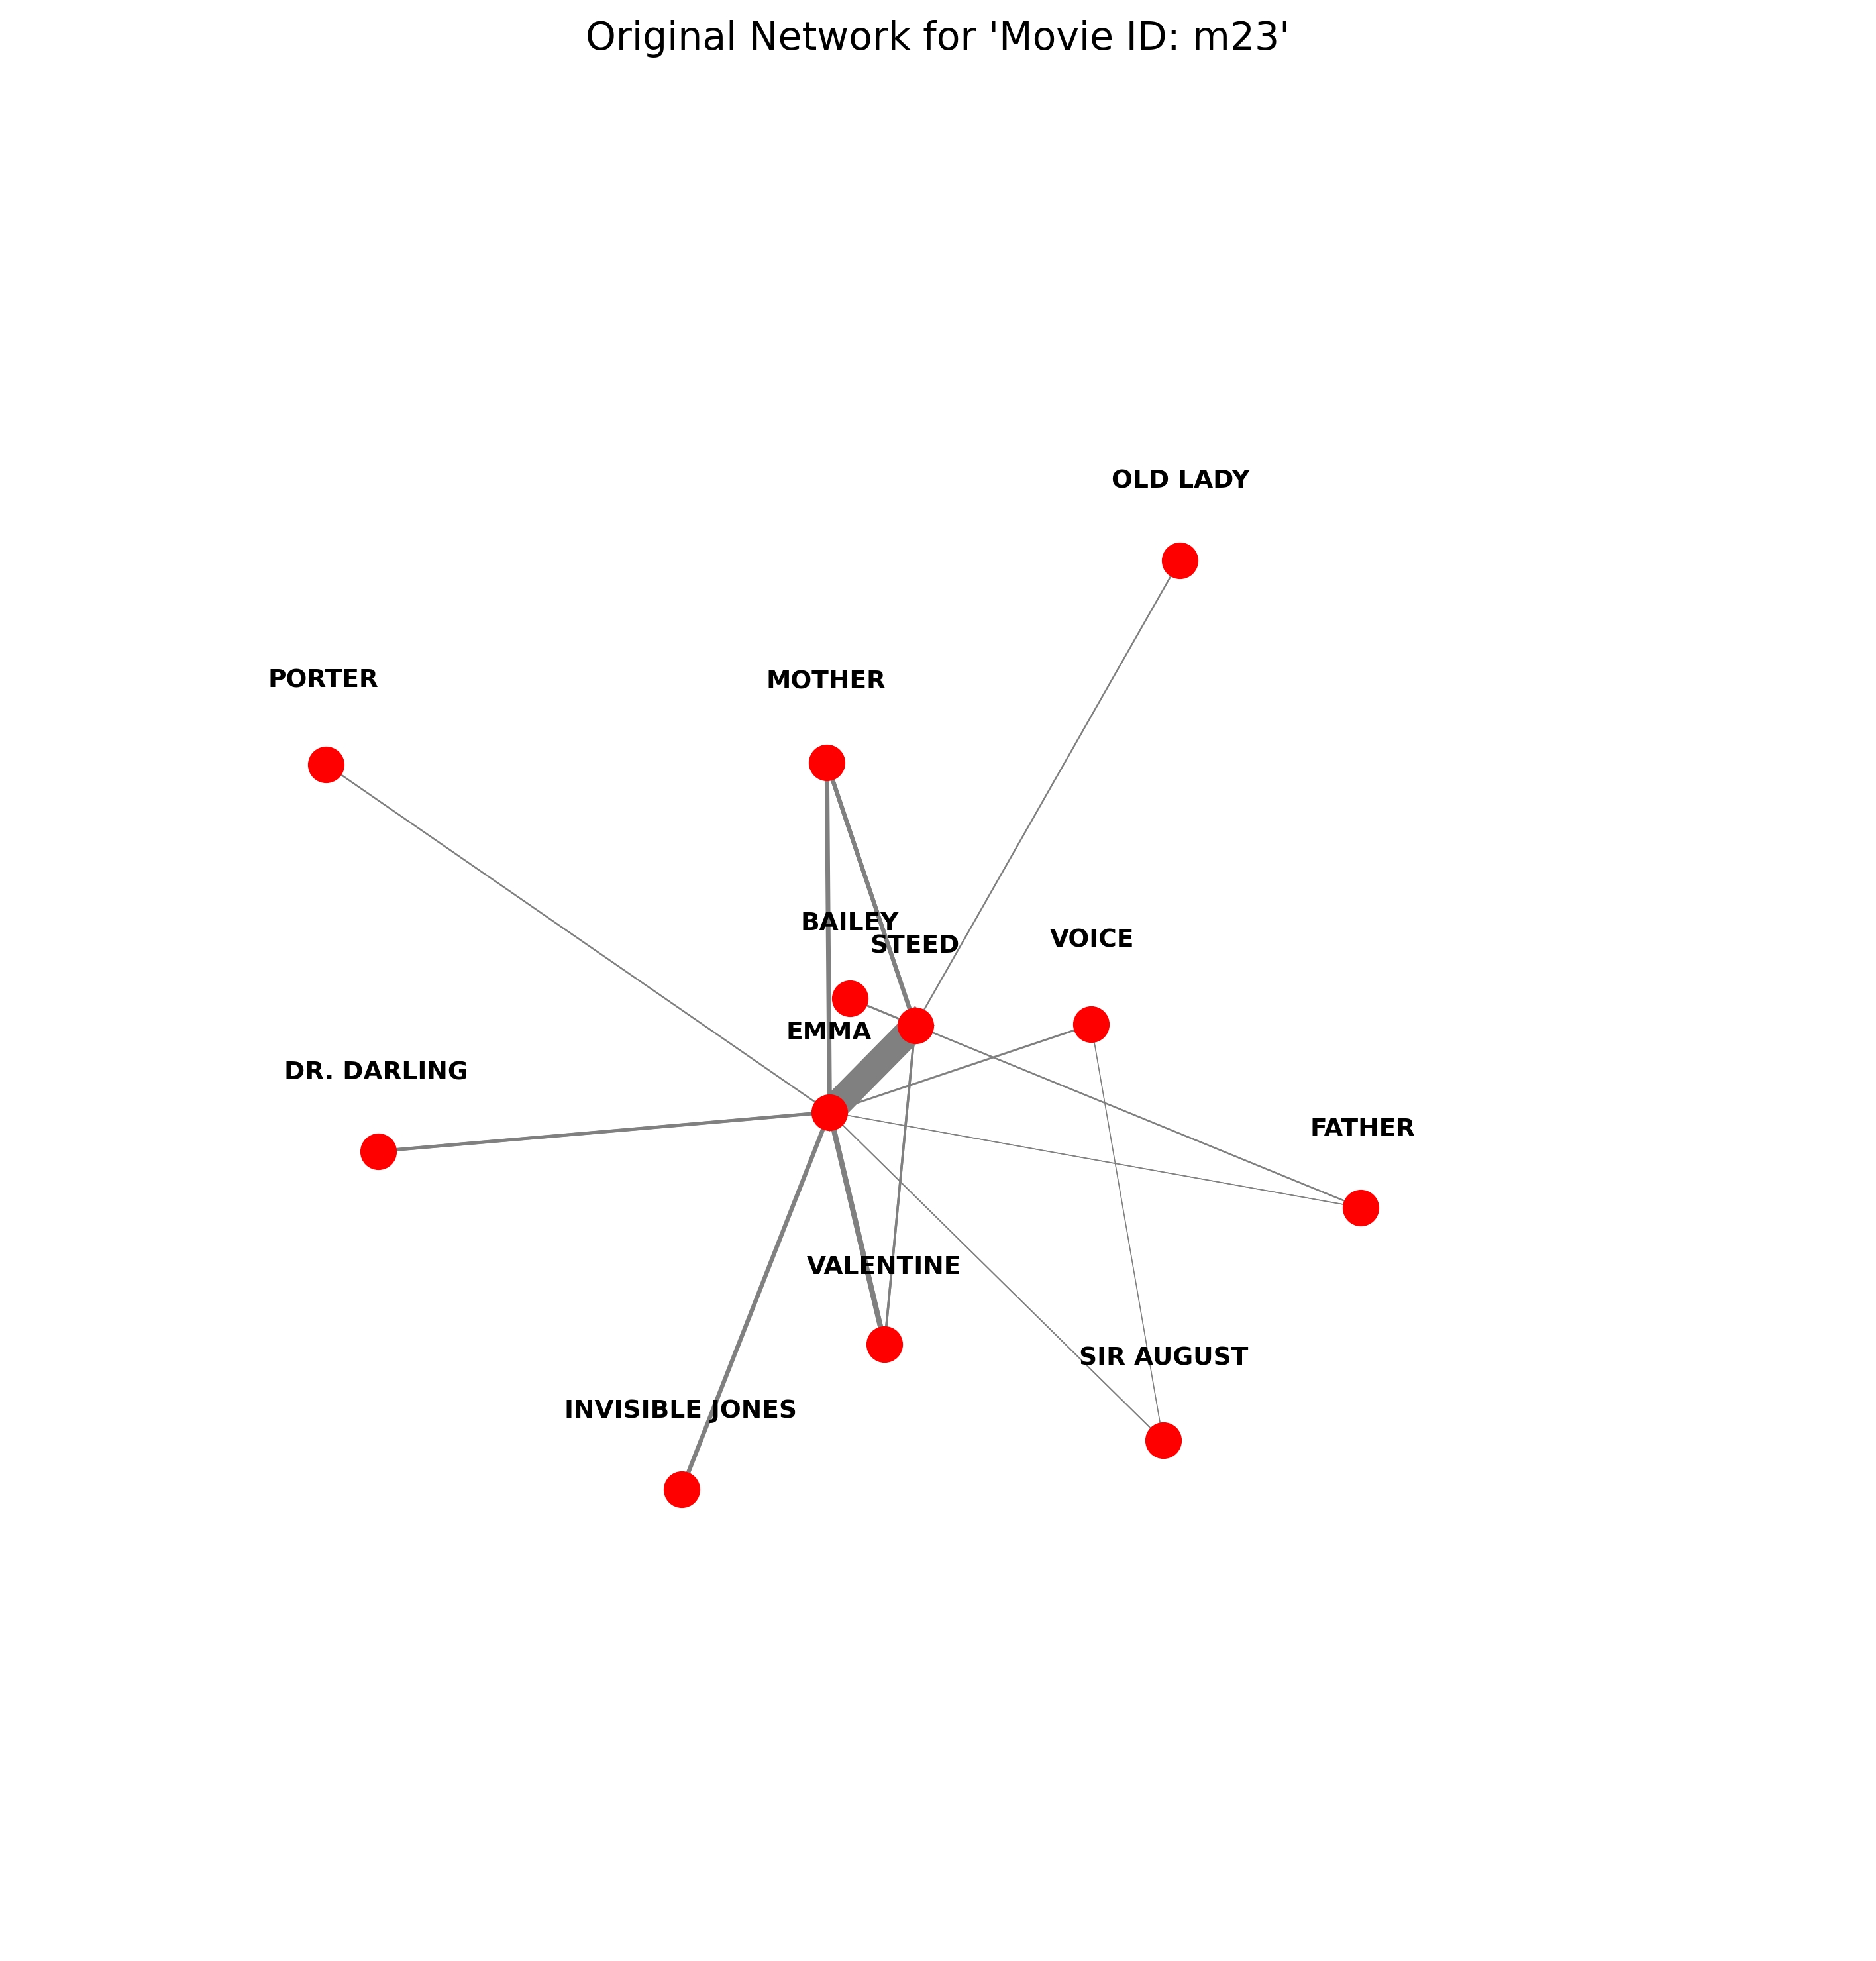 Original Network for 'Movie ID: m23'
OLD LADY
PORTER
MOTHER
BAILEY
STEED
VOICE
EMMA
DR. DARLING
FATHER
VALENTINE
SIR AUGUST
INVISIBLE JONES